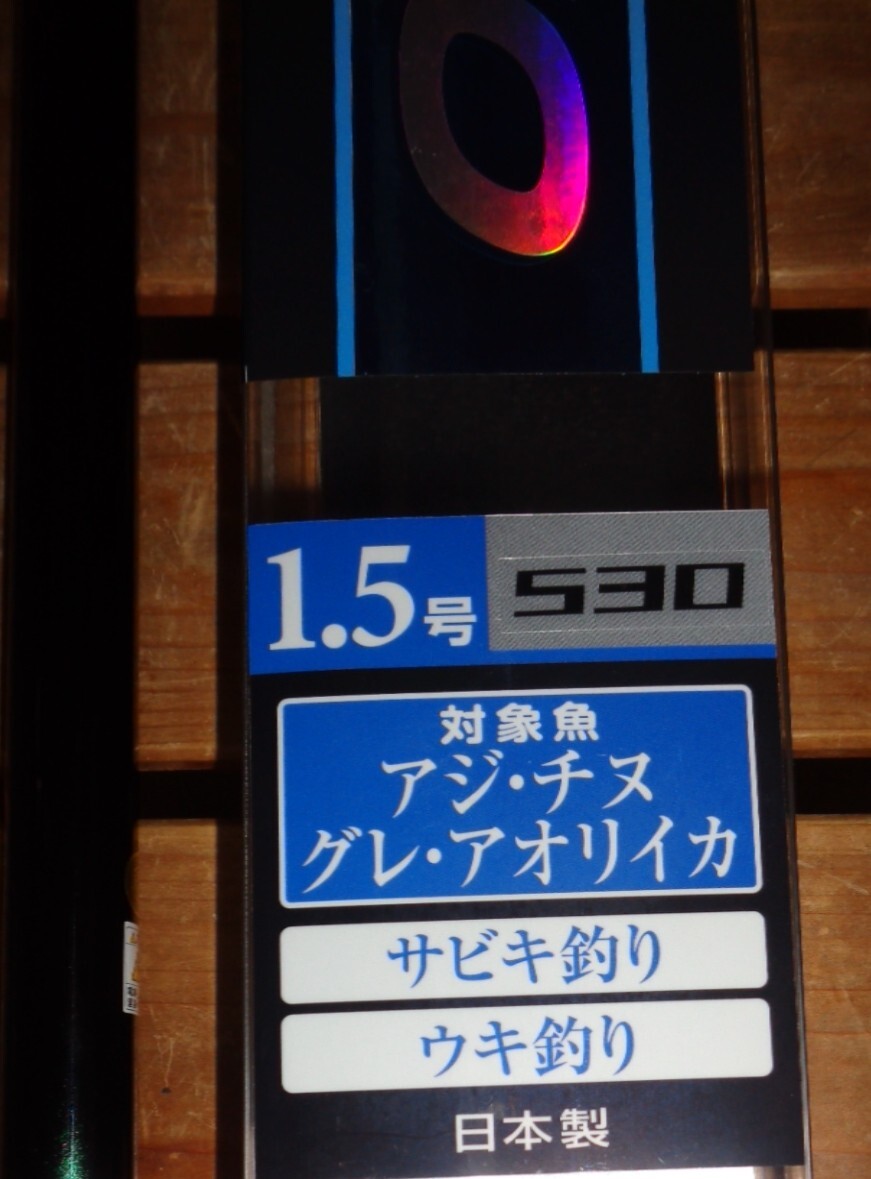 0
1.5号 530
対象魚
アジ・チヌ
グレ・アオリイカ
サビキ釣り
ウキ釣り
日本製